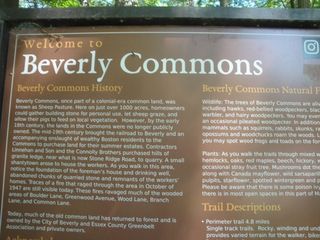 Welcome to
Beverly Commons
Beverly Commons History
Beverly Commons, once part of a colonial-era common land, was
known as Sheep Pasture. Here on just over 1000 acres, homeowners
could gather building stone for personal use, let sheep graze, and
allow their pigs to feed on local vegetation. However, by the early
18th century, the lands in the Commons were no longer publicly
owned. The mid-19th century brought the railroad to Beverly and an
accompanying onslaught of wealthy Boston residents to the
Commons to purchase land for their summer estates. Contractors
Linnehan and Son and the Connolly Brothers purchased hills of
granite ledge, near what is now Stone Ridge Road, to quarry. A small
shantytown arose to house the workers. As you walk in this area,
notice the foundation of the foreman's house and drinking well,
abandoned chunks of quarried stone and remnants of the workers'
homes. Traces of a fire that raged through the area in October of
1947 are still visible today. These fires ravaged much of the wooded
areas of Boulder Lane, Greenwood Avenue, Wood Lane, Branch
Lane, and Common Lane.
Today, much of the old common land has returned to forest and is
owned by the City of Beverly and Essex County Greenbelt
Association and private owners.
Beverly Commons Natural
Wildlife: The trees of Beverly Commons are
including hawks, red-bellied woodpeckers, black
warbler, and hairy woodpeckers. You may even
an occasional pileated woodpecker. In addition
mammals such as squirrels, rabbits, skunks,
opossums and woodchucks roam the woods.
you may spot wood frogs and toads on the
Plants: As you walk the trails through mixed
hemlocks, oaks, red maples, beech, hickory,
occasional stray fruit tree. Mushrooms and
along with Canada mayflower, wild sarsaparilla
pulpits, starflower, spotted wintergreen and
Please be aware that there is some poison ivy
there is in most open spaces in this part of
Trail Descriptions
• Perimeter trail 4.8 miles
Single track trails. Rocky, winding and
provides varied terrain for the walker,